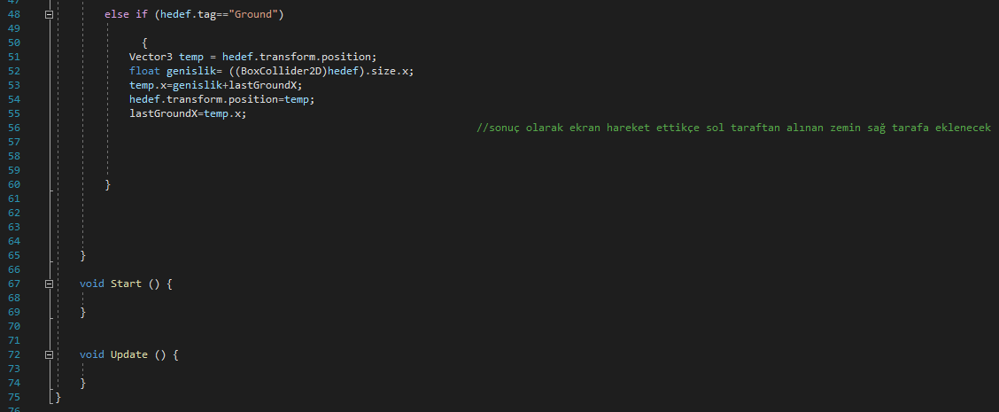 47
48 else if (hedef.tag=="Ground")
49
50 {
51 Vector3 temp = hedef.transform.position;
52 float genislik= ((BoxCollider2D)hedef).size.x;
53 temp.x=genislik+lastGroundX;
54 hedef.transform.position=temp;
55 lastGroundX=temp.x;
56 //sonuç olarak ekran hareket ettikçe sol taraftan alınan zemin sağ tarafa eklenecek
57
58
59
60 }
61
62
63
64
65 }
66
67 void Start () {
68
69 }
70
71
72 void Update () {
73
74 }
75 }
76